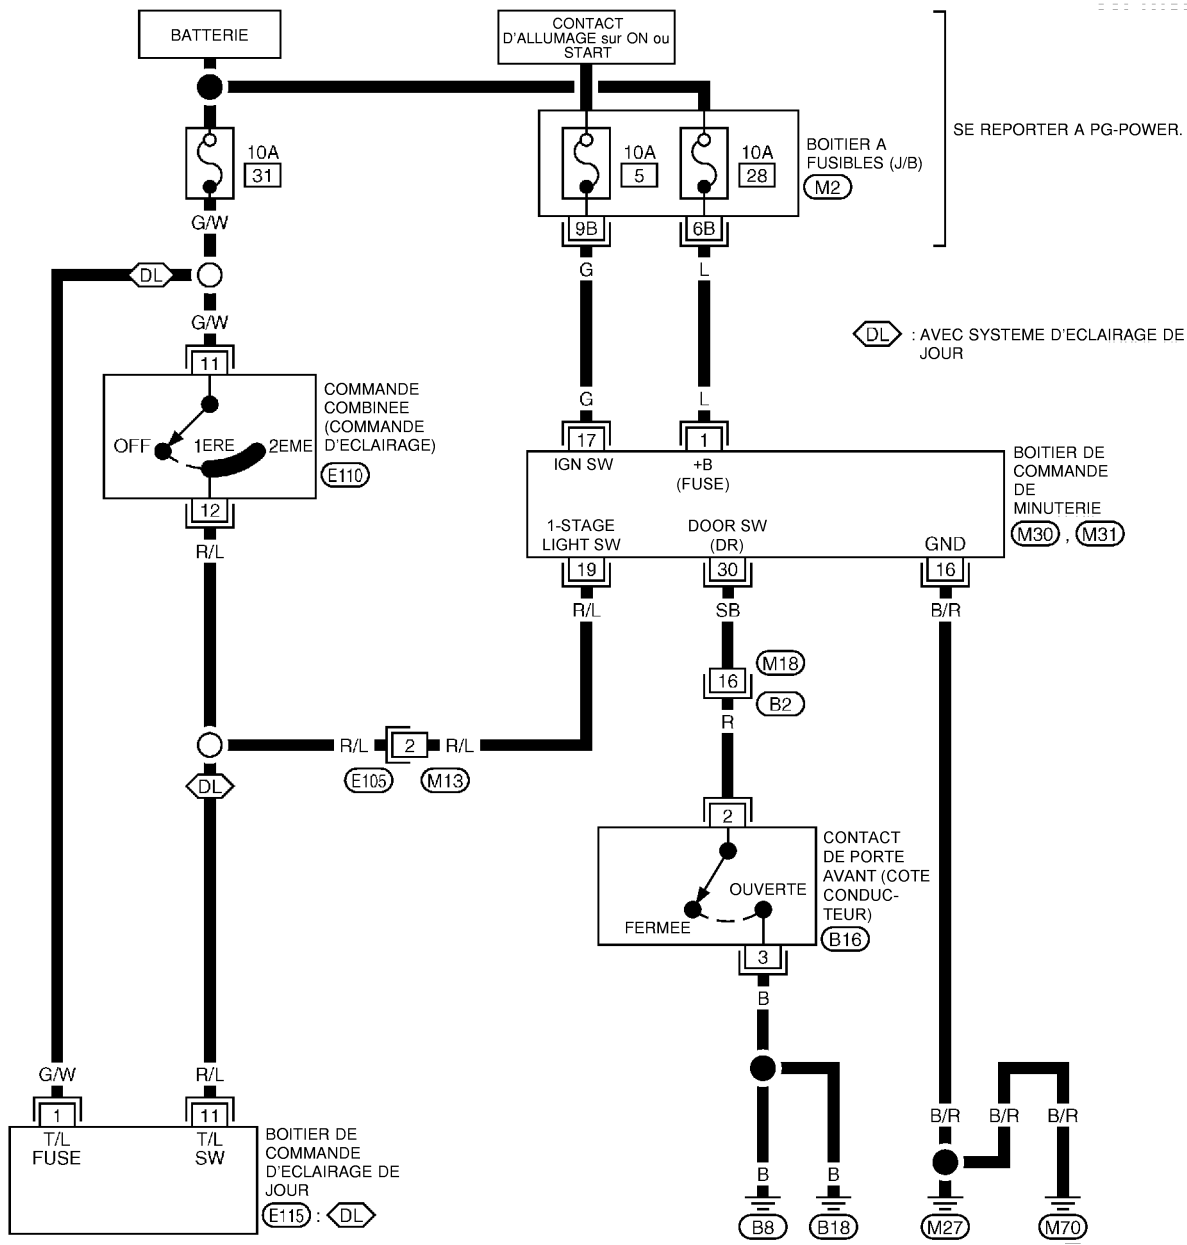 BATTERIE
CONTACT
D'ALLUMAGE sur ON ou
START
SE REPORTER A PG-POWER.
10A
31
10A
5
10A
28
BOITIER A
FUSIBLES (J/B)
M2
G/W
9B
6B
G
L
DL
G/W
DL : AVEC SYSTEME D'ECLAIRAGE DE
JOUR
11
G
L
COMMANDE
COMBINEE
(COMMANDE
D'ECLAIRAGE)
E110
OFF
1ERE
2EME
12
R/L
17
1
IGN SW
+B
(FUSE)
1-STAGE
LIGHT SW
DOOR SW
(DR)
GND
BOITIER DE
COMMANDE
DE
MINUTERIE
M30 , M31
19
30
16
R/L
SB
B/R
16
M18
B2
R
R/L
2
R/L
E105
M13
DL
2
CONTACT
DE PORTE
AVANT (COTE
CONDUC-
TEUR)
B16
OUVERTE
FERMEE
3
B
G/W
R/L
1
11
T/L
FUSE
T/L
SW
BOITIER DE
COMMANDE
D'ECLAIRAGE DE
JOUR
E115 : DL
B/R
B/R
B/R
B
B
B8
B18
M27
M70